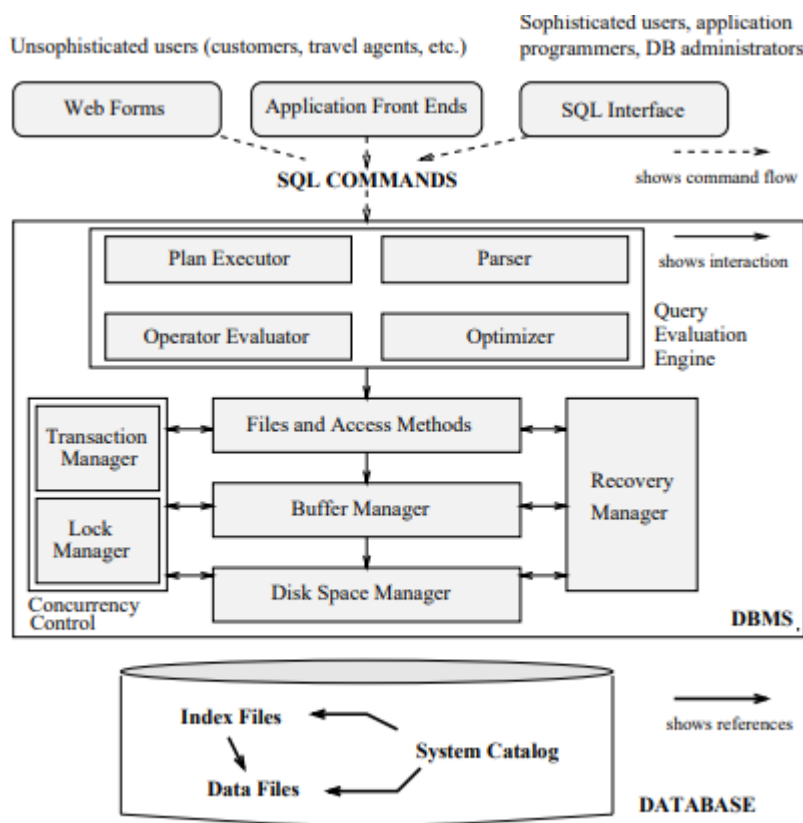 Unsophisticated users (customers, travel agents, etc.)
Sophisticated users, application
programmers, DB administrators
Web Forms
Application Front Ends
SQL Interface
SQL COMMANDS
shows command flow
Plan Executor
Parser
shows interaction
Operator Evaluator
Optimizer
Query
Evaluation
Engine
Transaction
Manager
Files and Access Methods
Recovery
Manager
Buffer Manager
Lock
Manager
Disk Space Manager
Concurrency
Control
DBMS
Index Files
System Catalog
Data Files
shows references
DATABASE